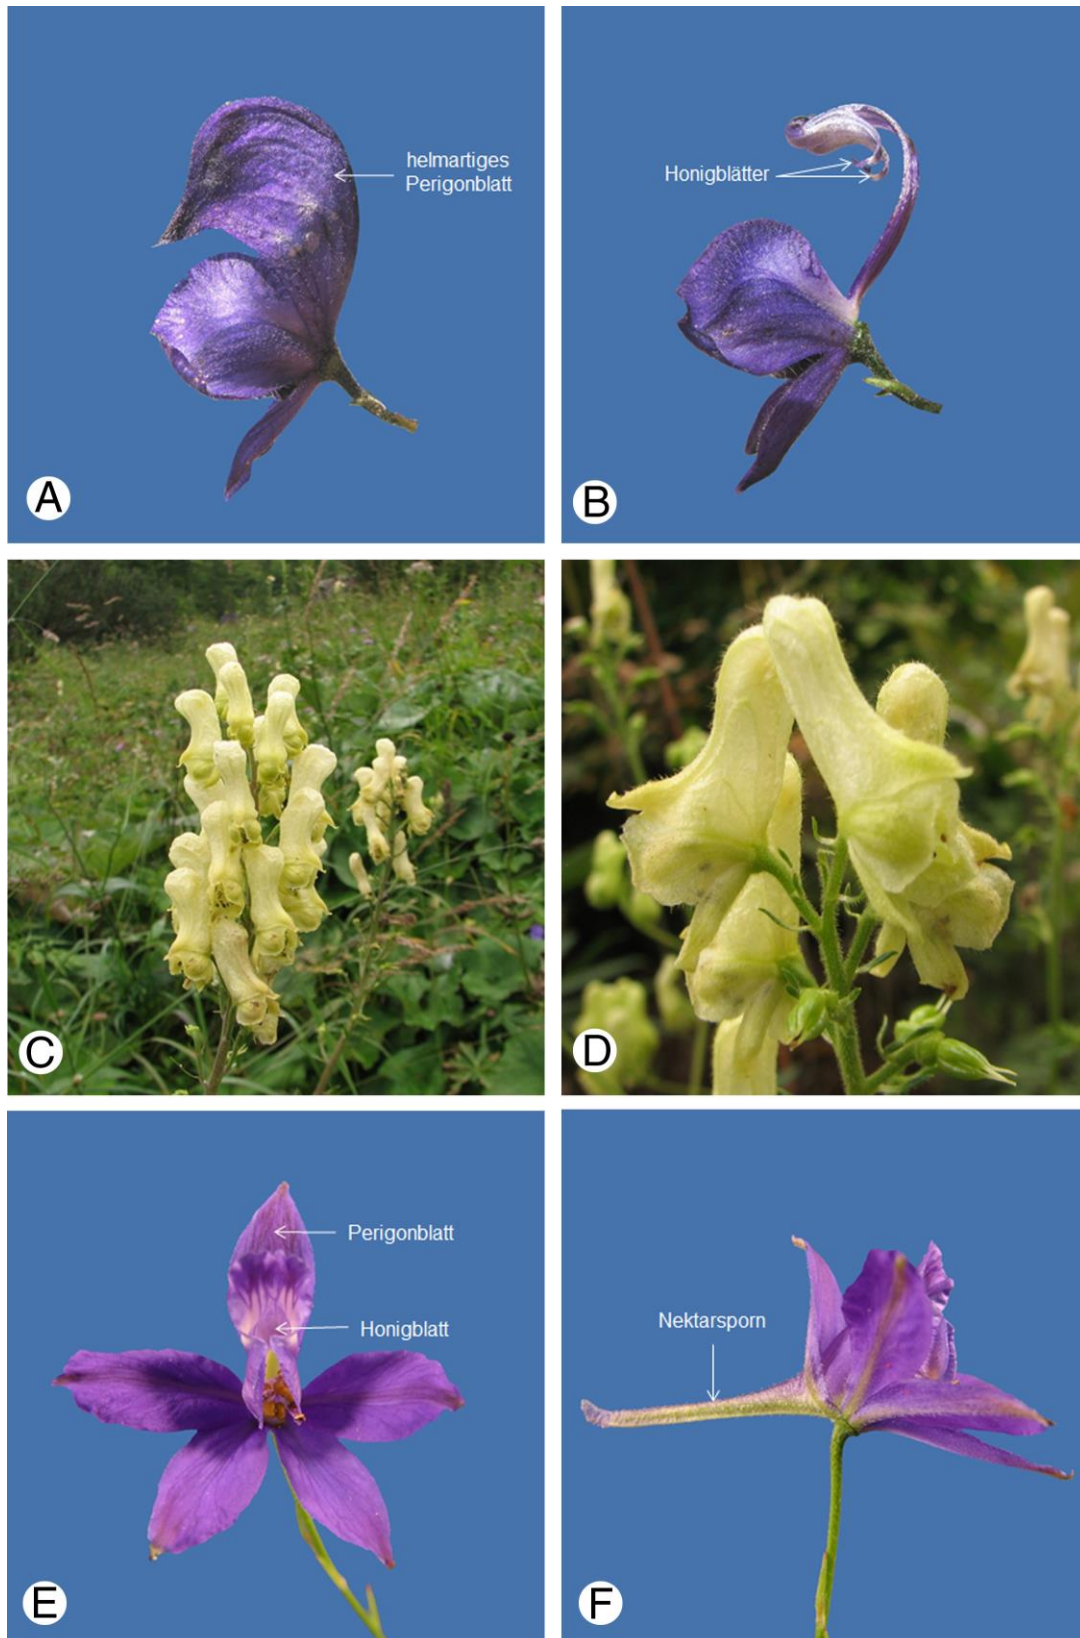 helmartiges
Perigonblatt
A
Honigblätter
B
C
D
Perigonblatt
Honigblatt
E
Nektarsporn
F